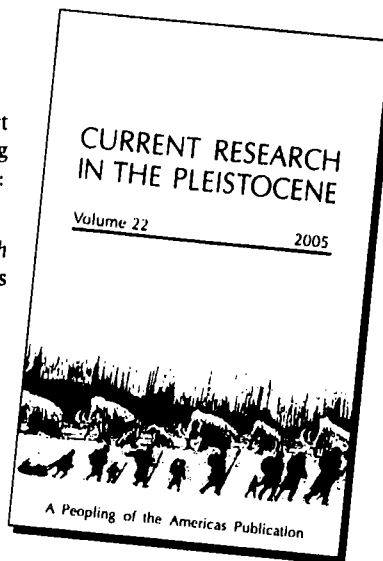 CURRENT RESEARCH
IN THE PLEISTOCENE
Volume 22 2005
A Peopling of the Americas Publication